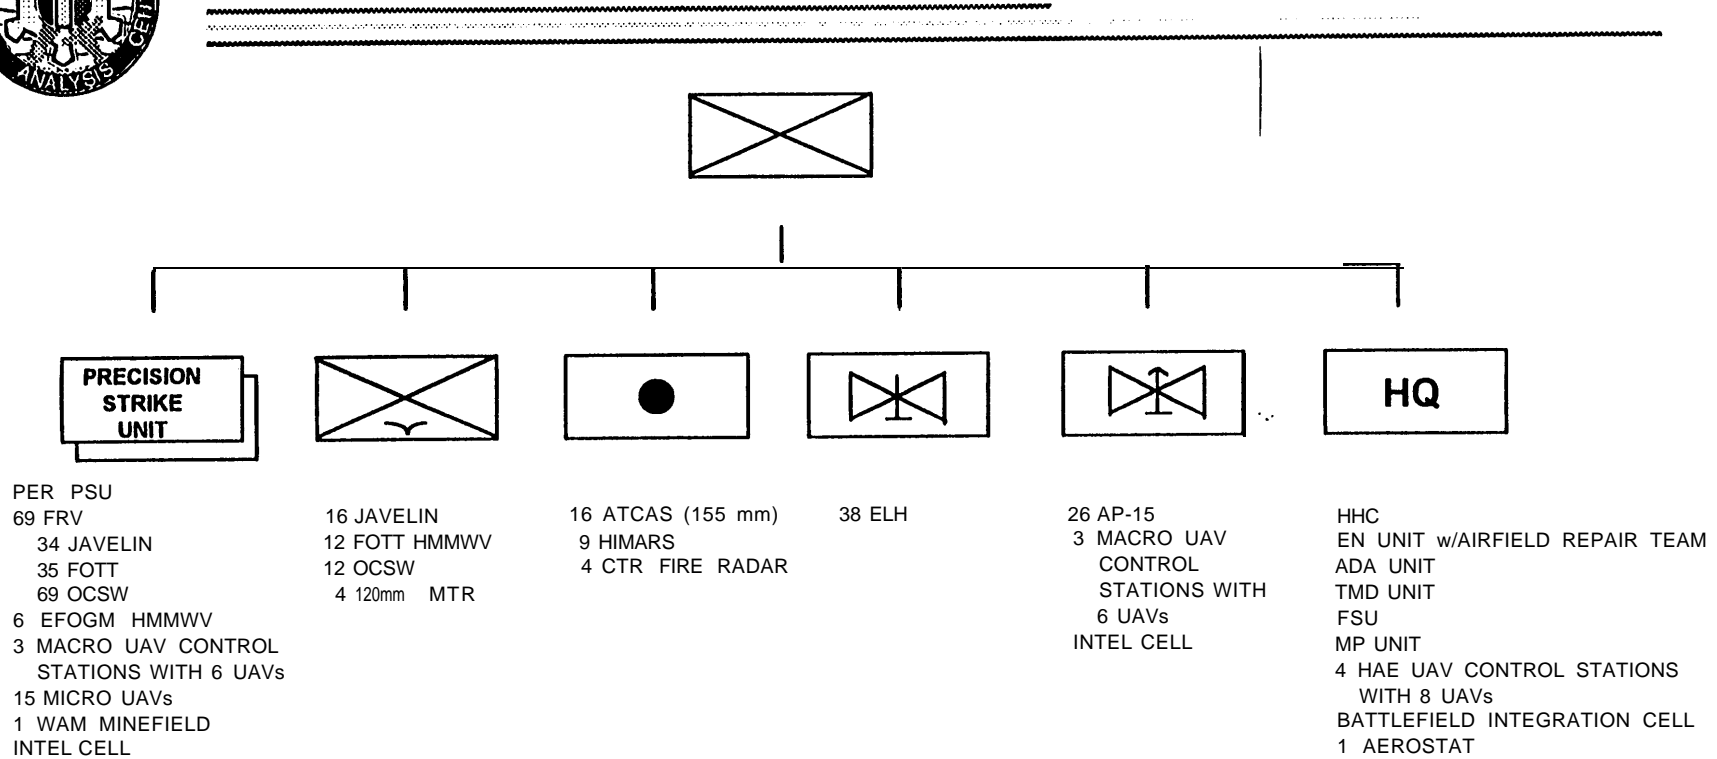 ANALYSIS
PRECISION
STRIKE
UNIT
HQ
PER PSU
69 FRV
34 JAVELIN
35 FOTT
69 OCSW
6 EFOGM HMMWV
3 MACRO UAV CONTROL
STATIONS WITH 6 UAVs
15 MICRO UAVs
1 WAM MINEFIELD
INTEL CELL
16 JAVELIN
12 FOTT HMMWV
12 OCSW
4 120mm MTR
16 ATCAS (155 mm)
9 HIMARS
4 CTR FIRE RADAR
38 ELH
26 AP-15
3 MACRO UAV
CONTROL
STATIONS WITH
6 UAVs
INTEL CELL
HHC
EN UNIT w/AIRFIELD REPAIR TEAM
ADA UNIT
TMD UNIT
FSU
MP UNIT
4 HAE UAV CONTROL STATIONS
WITH 8 UAVs
BATTLEFIELD INTEGRATION CELL
1 AEROSTAT